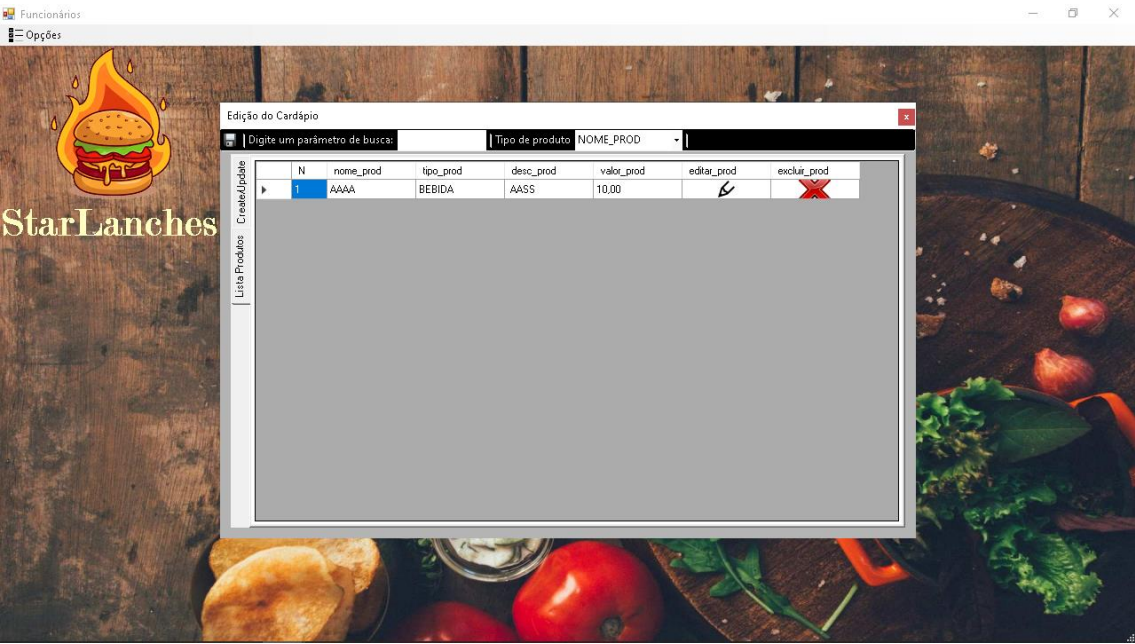 Funcionários
Opções
StarLanches
Edição do Cardápio
x
Digite um parâmetro de busca: Tipo de produto NOME_PROD
Create/Update
Lista Produtos
N nome_prod tipo_prod desc_prod valor_prod editar_prod excluir_prod
1 AAAA BEBIDA AASS 10,00